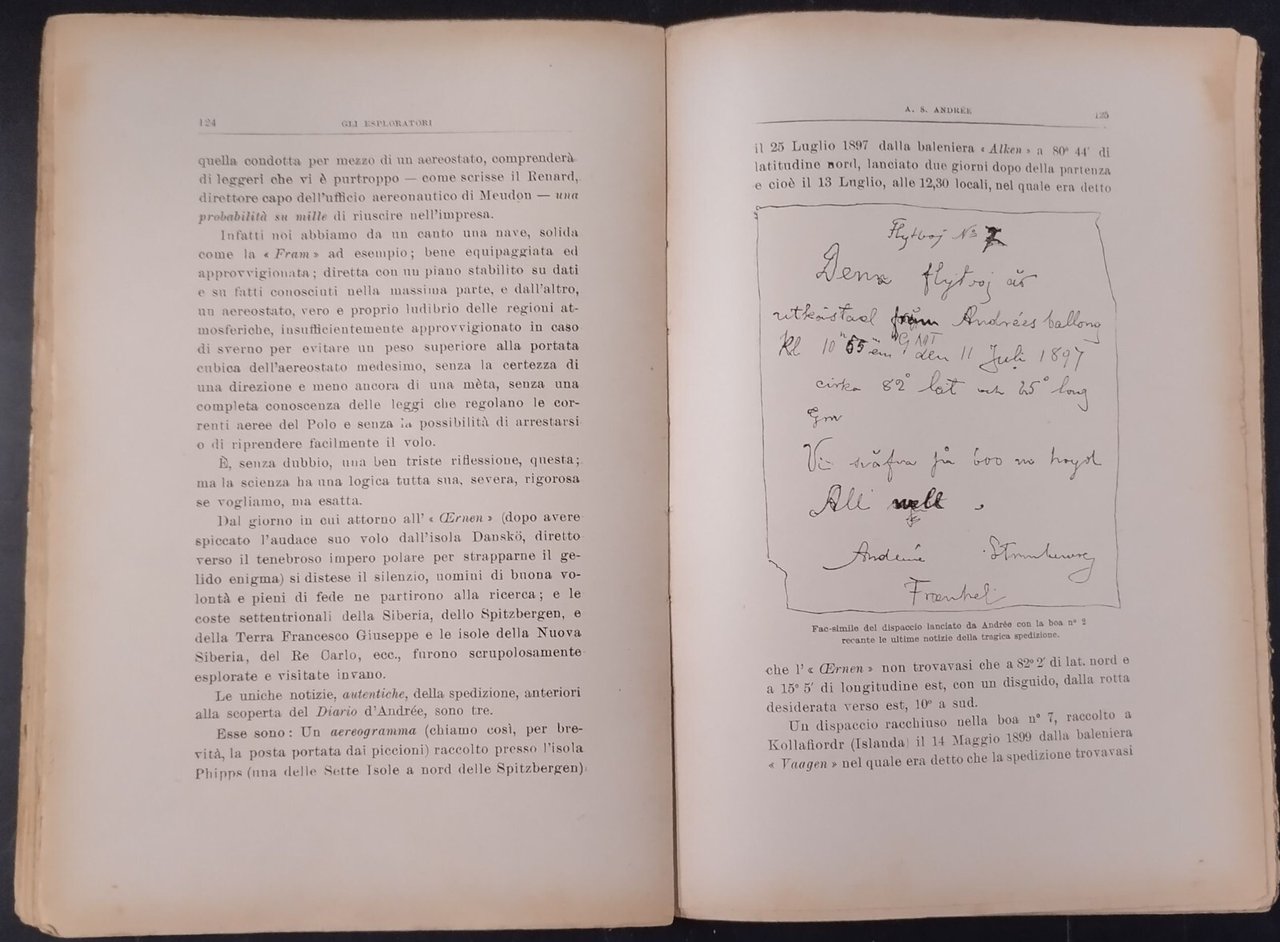 124
GLI ESPLORATORI
quella condotta per mezzo di un aereostato, comprenderà
di leggeri che vi è purtroppo — come scrisse il Renard,
direttore capo dell'ufficio aereonautico di Meudon — una
probabilità su mille di riuscire nell'impresa.
Infatti noi abbiamo da un canto una nave, solida
come la « Fram » ad esempio; bene equipaggiata ed
approvvigionata; diretta con un piano stabilito su dati
e su fatti conosciuti nella massima parte, e dall'altro,
un aereostato, vero e proprio ludibrio delle regioni at-
mosferiche, insufficientemente approvvigionato in caso
di sverno per evitare un peso superiore alla portata
cubica dell'aereostato medesimo, senza la certezza di
una direzione e meno ancora di una mèta, senza una
completa conoscenza delle leggi che regolano le cor-
renti aeree del Polo e senza la possibilità di arrestarsi
o di riprendere facilmente il volo.
È, senza dubbio, una ben triste riflessione, questa;
ma la scienza ha una logica tutta sua, severa, rigorosa
se vogliamo, ma esatta.
Dal giorno in cui attorno all' « Œrnen » (dopo avere
spiccato l'audace suo volo dall'isola Danskö, diretto
verso il tenebroso impero polare per strapparne il ge-
lido enigma) si distese il silenzio, uomini di buona vo-
lontà e pieni di fede ne partirono alla ricerca; e le
coste settentrionali della Siberia, dello Spitzbergen, e
della Terra Francesco Giuseppe e le isole della Nuova
Siberia, del Re Carlo, ecc., furono scrupolosamente
esplorate e visitate invano.
Le uniche notizie, autentiche, della spedizione, anteriori
alla scoperta del Diario d'Andrée, sono tre.
Esse sono: Un aereogramma (chiamo così, per bre-
vità, la posta portata dai piccioni) raccolto presso l'isola
Phipps (una delle Sette Isole a nord delle Spitzbergen)
A. S. ANDRÉE
125
il 25 Luglio 1897 dalla baleniera « Alken » a 80° 44' di
latitudine nord, lanciato due giorni dopo della partenza
e cioè il 13 Luglio, alle 12,30 locali, nel quale era detto
Flytboj No 7
Denna flytboj är
utkastad från Andrées ballong
Kl 10 55 em GMT den 11 Juli 1897
cirka 82° lat och 25° long
Grw
Vi sväfva på 600 m höjd
All well.
Andrée Strindberg
Frænkel
Fac-simile del dispaccio lanciato da Andrée con la boa n° 2
recante le ultime notizie della tragica spedizione.
che l' « Œrnen » non trovavasi che a 82° 2' di lat. nord e
a 15° 5' di longitudine est, con un disguido, dalla rotta
desiderata verso est, 10° a sud.
Un dispaccio racchiuso nella boa n° 7, raccolto a
Kollafiordr (Islanda) il 14 Maggio 1899 dalla baleniera
« Vaagen » nel quale era detto che la spedizione trovavasi